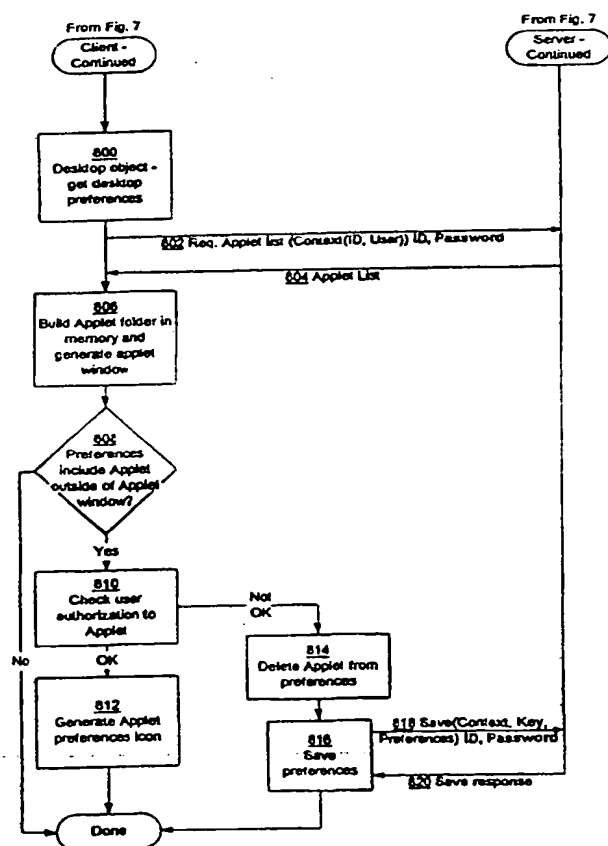 From Fig. 7
Client -
Continued
From Fig. 7
Server -
Continued
800
Desktop object -
get desktop
preferences
802 Req. Applet list (Context(ID, User)) ID, Password
804 Applet List
806
Build Applet folder in
memory and
generate applet
window
808
Preferences
include Applet
outside of Applet
window?
Yes
No
810
Check user
authorization to
Applet
Not
OK
OK
814
Delete Applet from
preferences
812
Generate Applet
preferences icon
816
Save
preferences
818 Save(Context, Key,
Preferences) ID, Password
820 Save response
Done